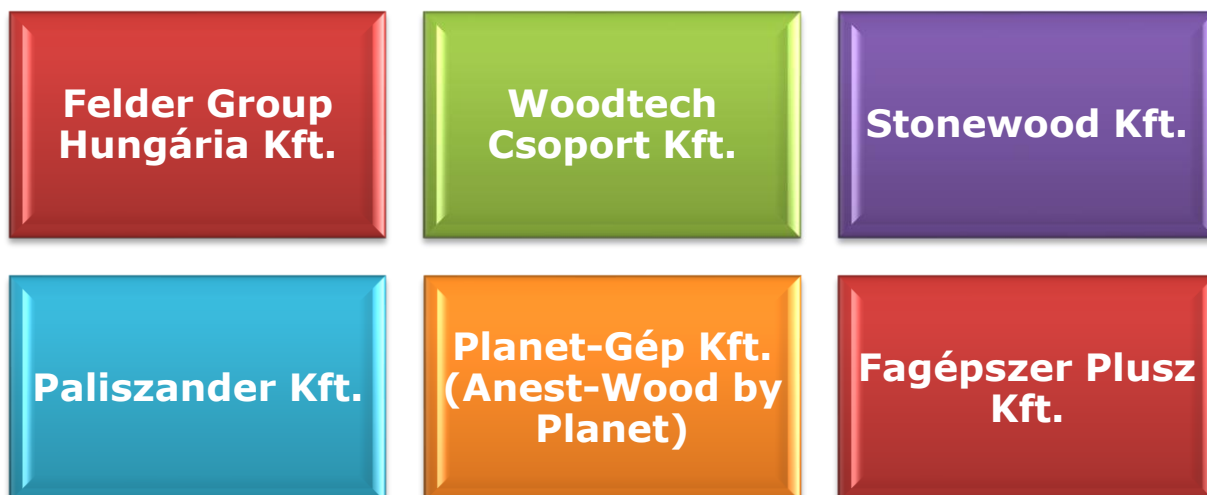 Felder Group
Hungária Kft.
Woodtech
Csoport Kft.
Stonewood Kft.
Paliszander Kft.
Planet-Gép Kft.
(Anest-Wood by
Planet)
Fagépszer Plusz
Kft.